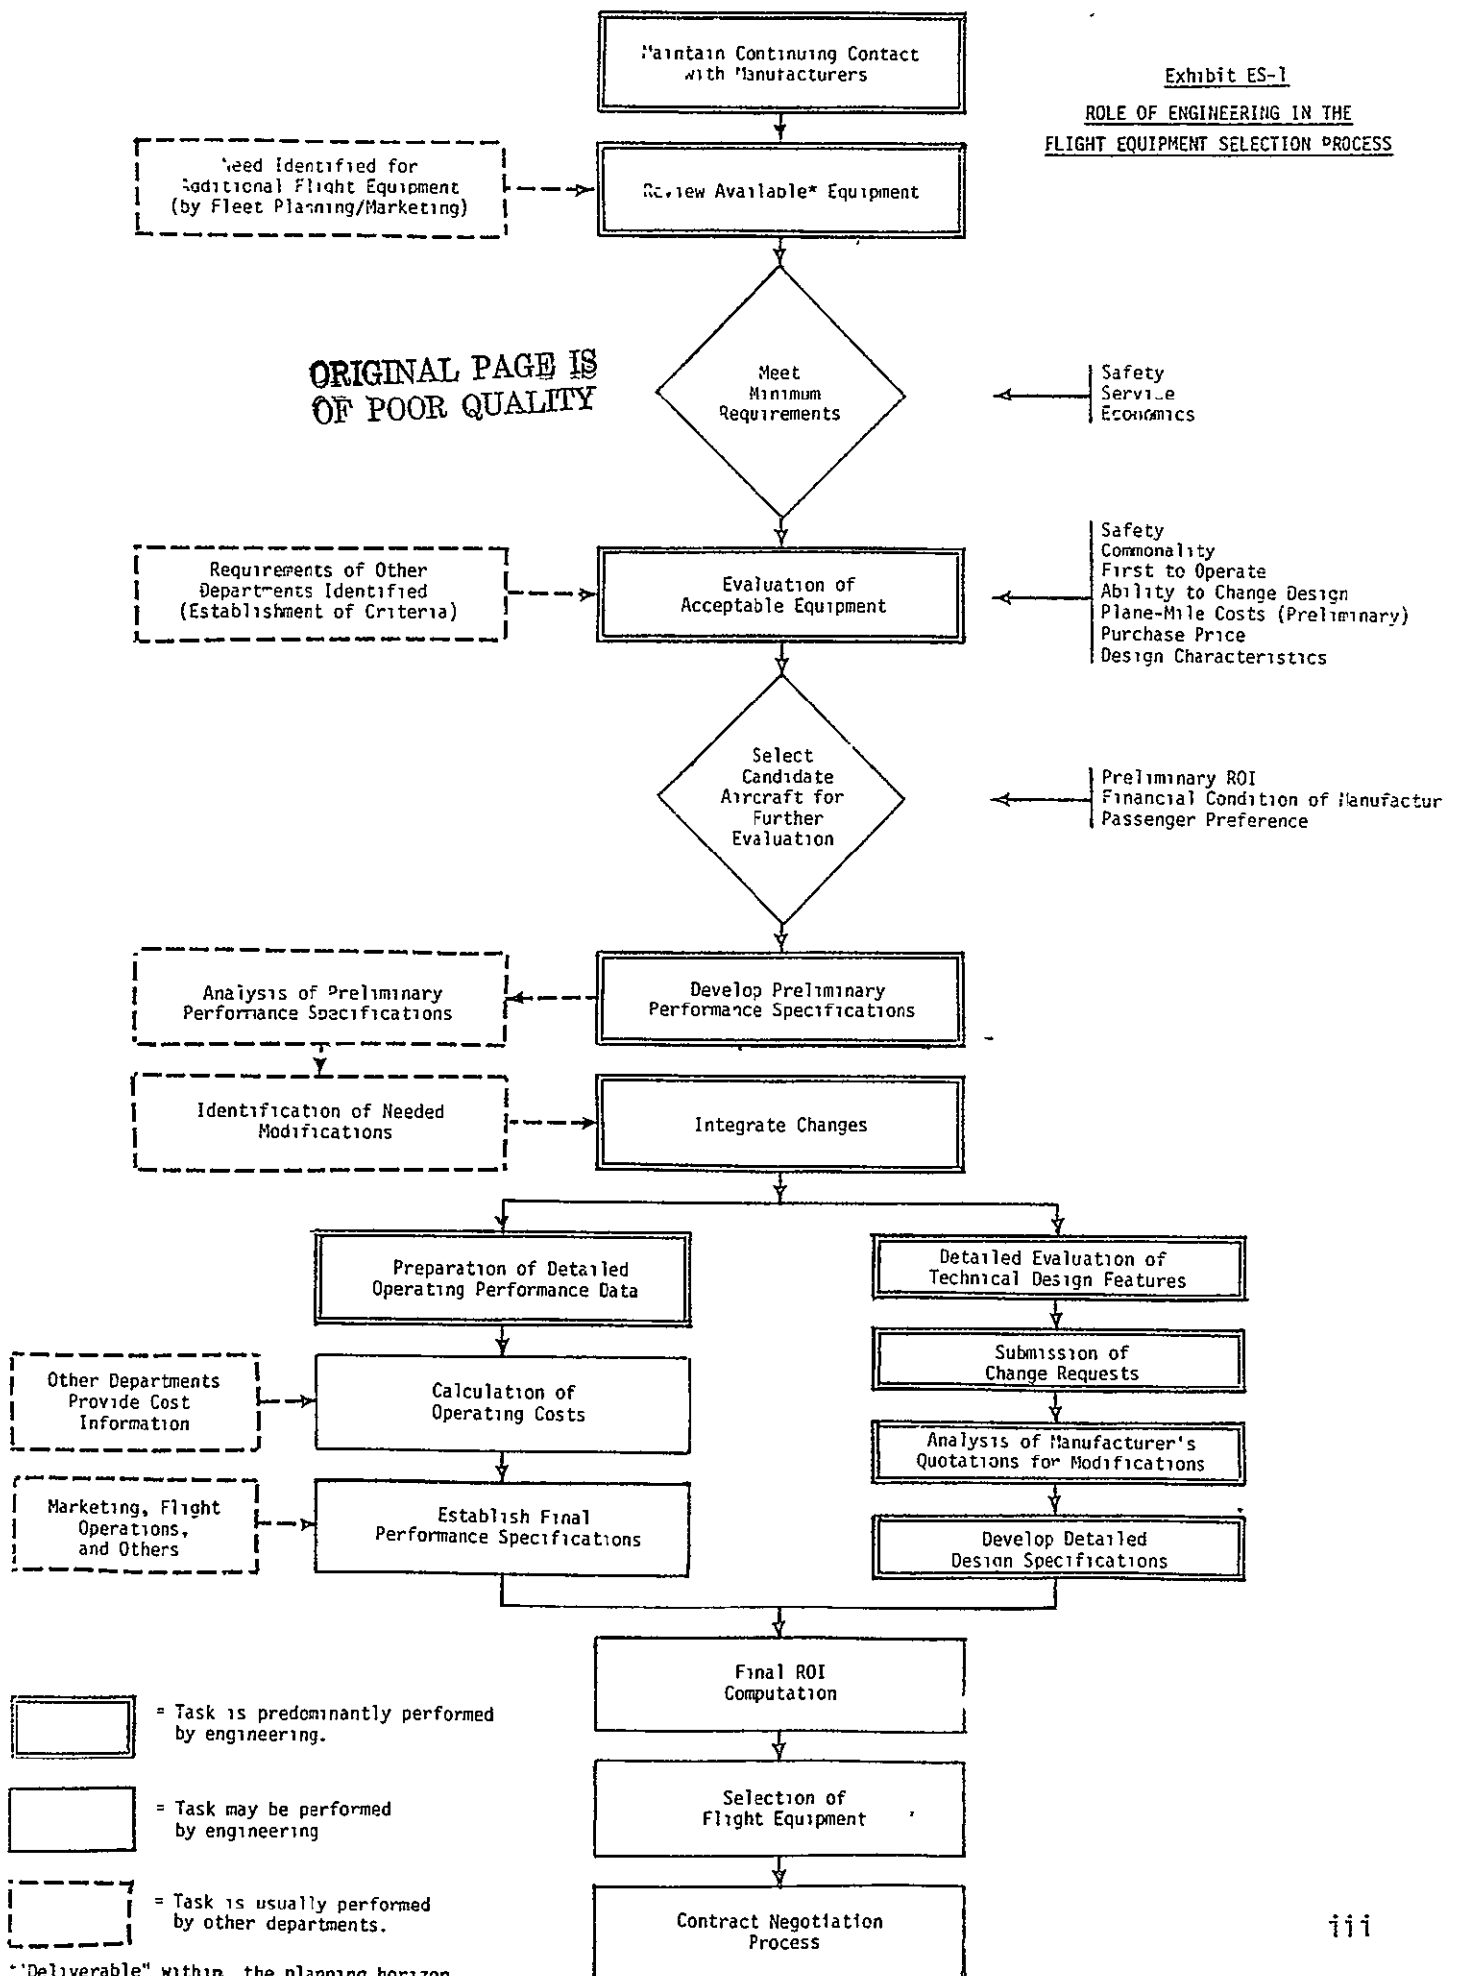 Maintain Continuing Contact
with Manufacturers
Exhibit ES-1
ROLE OF ENGINEERING IN THE
FLIGHT EQUIPMENT SELECTION PROCESS
Need Identified for
Additional Flight Equipment
(by Fleet Planning/Marketing)
Review Available* Equipment
ORIGINAL PAGE IS
OF POOR QUALITY
Meet
Minimum
Requirements
Safety
Service
Economics
Requirements of Other
Departments Identified
(Establishment of Criteria)
Evaluation of
Acceptable Equipment
Safety
Commonality
First to Operate
Ability to Change Design
Plane-Mile Costs (Preliminary)
Purchase Price
Design Characteristics
Select
Candidate
Aircraft for
Further
Evaluation
Preliminary ROI
Financial Condition of Manufactur
Passenger Preference
Analysis of Preliminary
Performance Specifications
Develop Preliminary
Performance Specifications
Identification of Needed
Modifications
Integrate Changes
Preparation of Detailed
Operating Performance Data
Detailed Evaluation of
Technical Design Features
Submission of
Change Requests
Other Departments
Provide Cost
Information
Calculation of
Operating Costs
Analysis of Manufacturer's
Quotations for Modifications
Marketing, Flight
Operations,
and Others
Establish Final
Performance Specifications
Develop Detailed
Design Specifications
Final ROI
Computation
= Task is predominantly performed
by engineering.
Selection of
Flight Equipment
= Task may be performed
by engineering
= Task is usually performed
by other departments.
Contract Negotiation
Process
iii
*"Deliverable" within the planning horizon